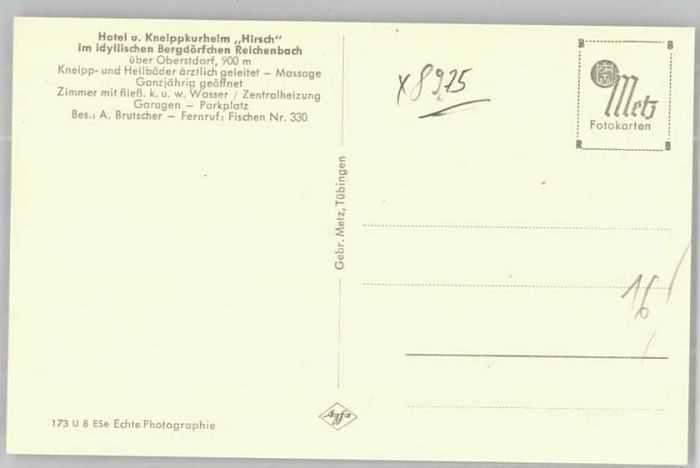 Hotel u. Kneippkurheim „Hirsch"
im idyllischen Bergdörfchen Reichenbach
über Oberstdorf, 900 m
Kneipp- und Heilbäder ärztlich geleitet – Massage
Ganzjährig geöffnet
Zimmer mit fließ. k. u. w. Wasser / Zentralheizung
Garagen – Parkplatz
Bes.: A. Brutscher – Fernruf: Fischen Nr. 330
x8975
B R
Metz
Fotokarten
R B
Gebr. Metz, Tübingen
16
Agfa
173 U 8 ESe Echte Photographie